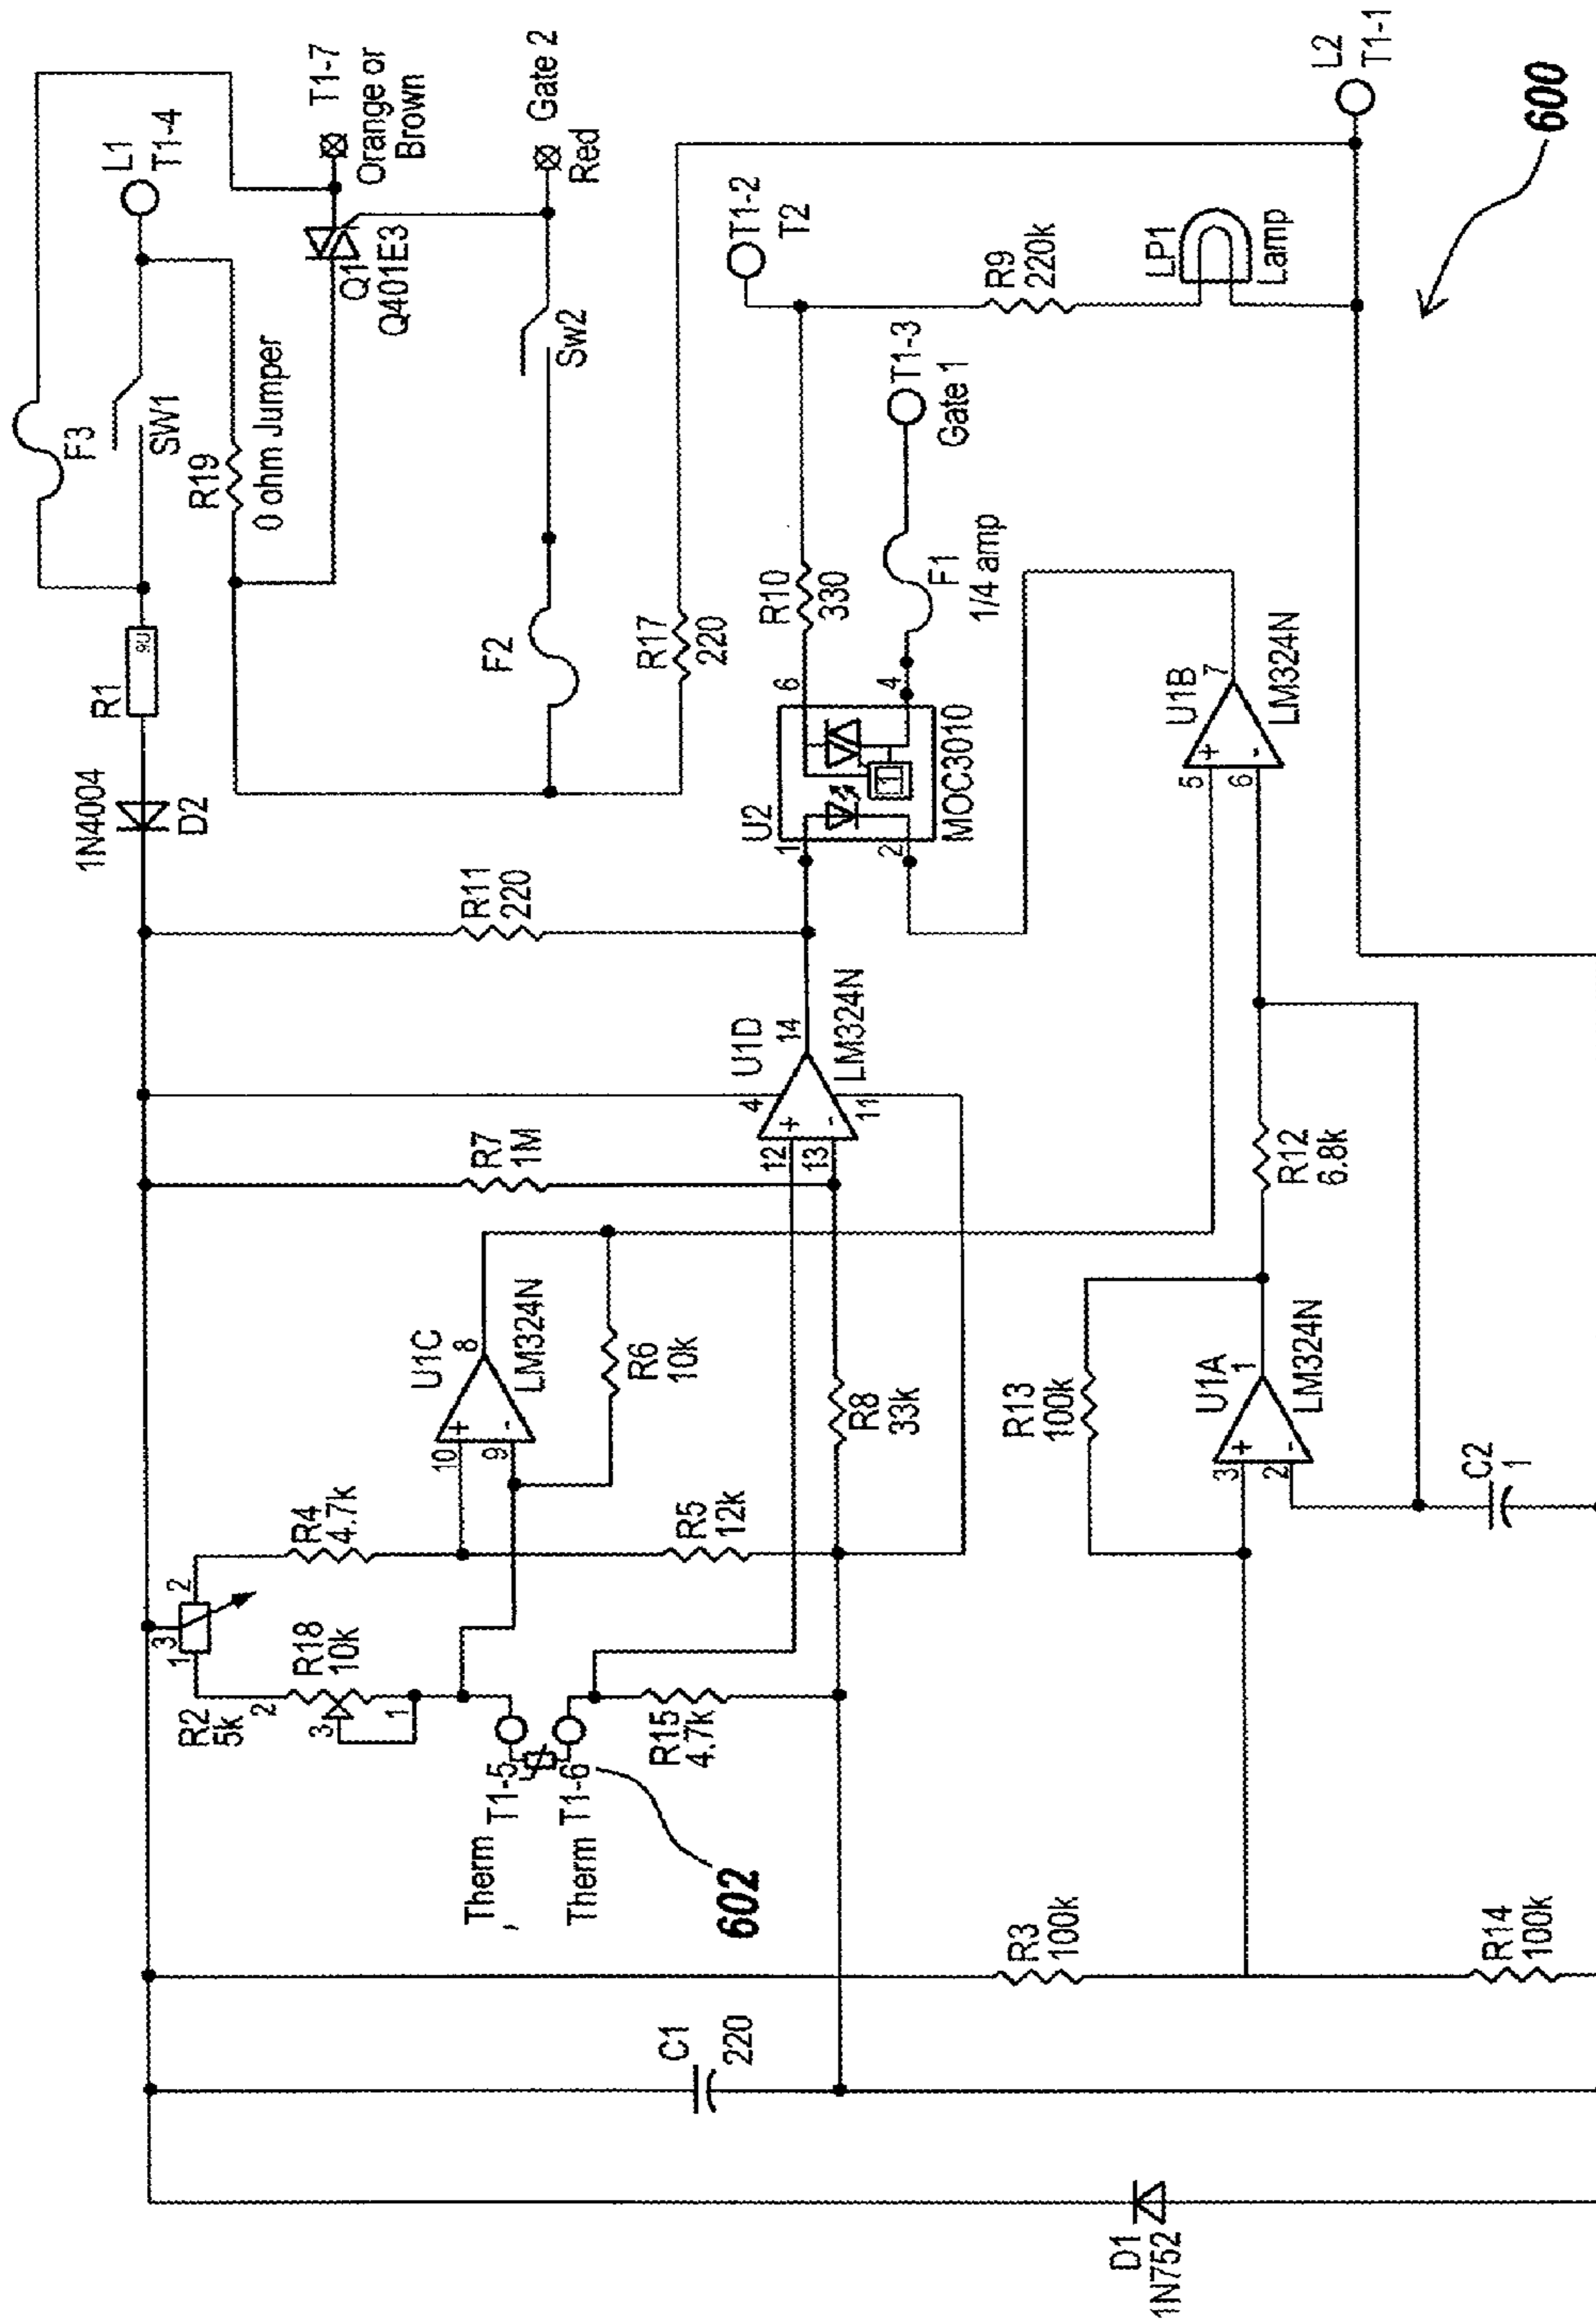 F3
L1
T1-4
SW1
1N4004
D2
R1
R19
0 ohm Jumper
T1-7
Orange or
Brown
Q1
Q401E3
Gate 2
Red
Sw2
F2
R2
5k
1
3
2
R18
10k
2
3
1
R4
4.7k
U1C
10
9
+
-
8
LM324N
R7
1M
R11
220
Therm T1-5
Therm T1-6
602
R15
4.7k
R5
12k
R6
10k
R8
33k
C1
220
U1D
4
12
13
+
-
14
11
LM324N
U2
1
2
6
4
MOC3010
R17
220
R10
330
T1-2
T2
T1-3
Gate 1
F1
1/4 amp
R9
220k
LP1
Lamp
R3
100k
R13
100k
U1A
3
2
+
-
1
LM324N
R12
6.8k
U1B
5
6
+
-
7
LM324N
L2
T1-1
D1
1N752
R14
100k
C2
1
600